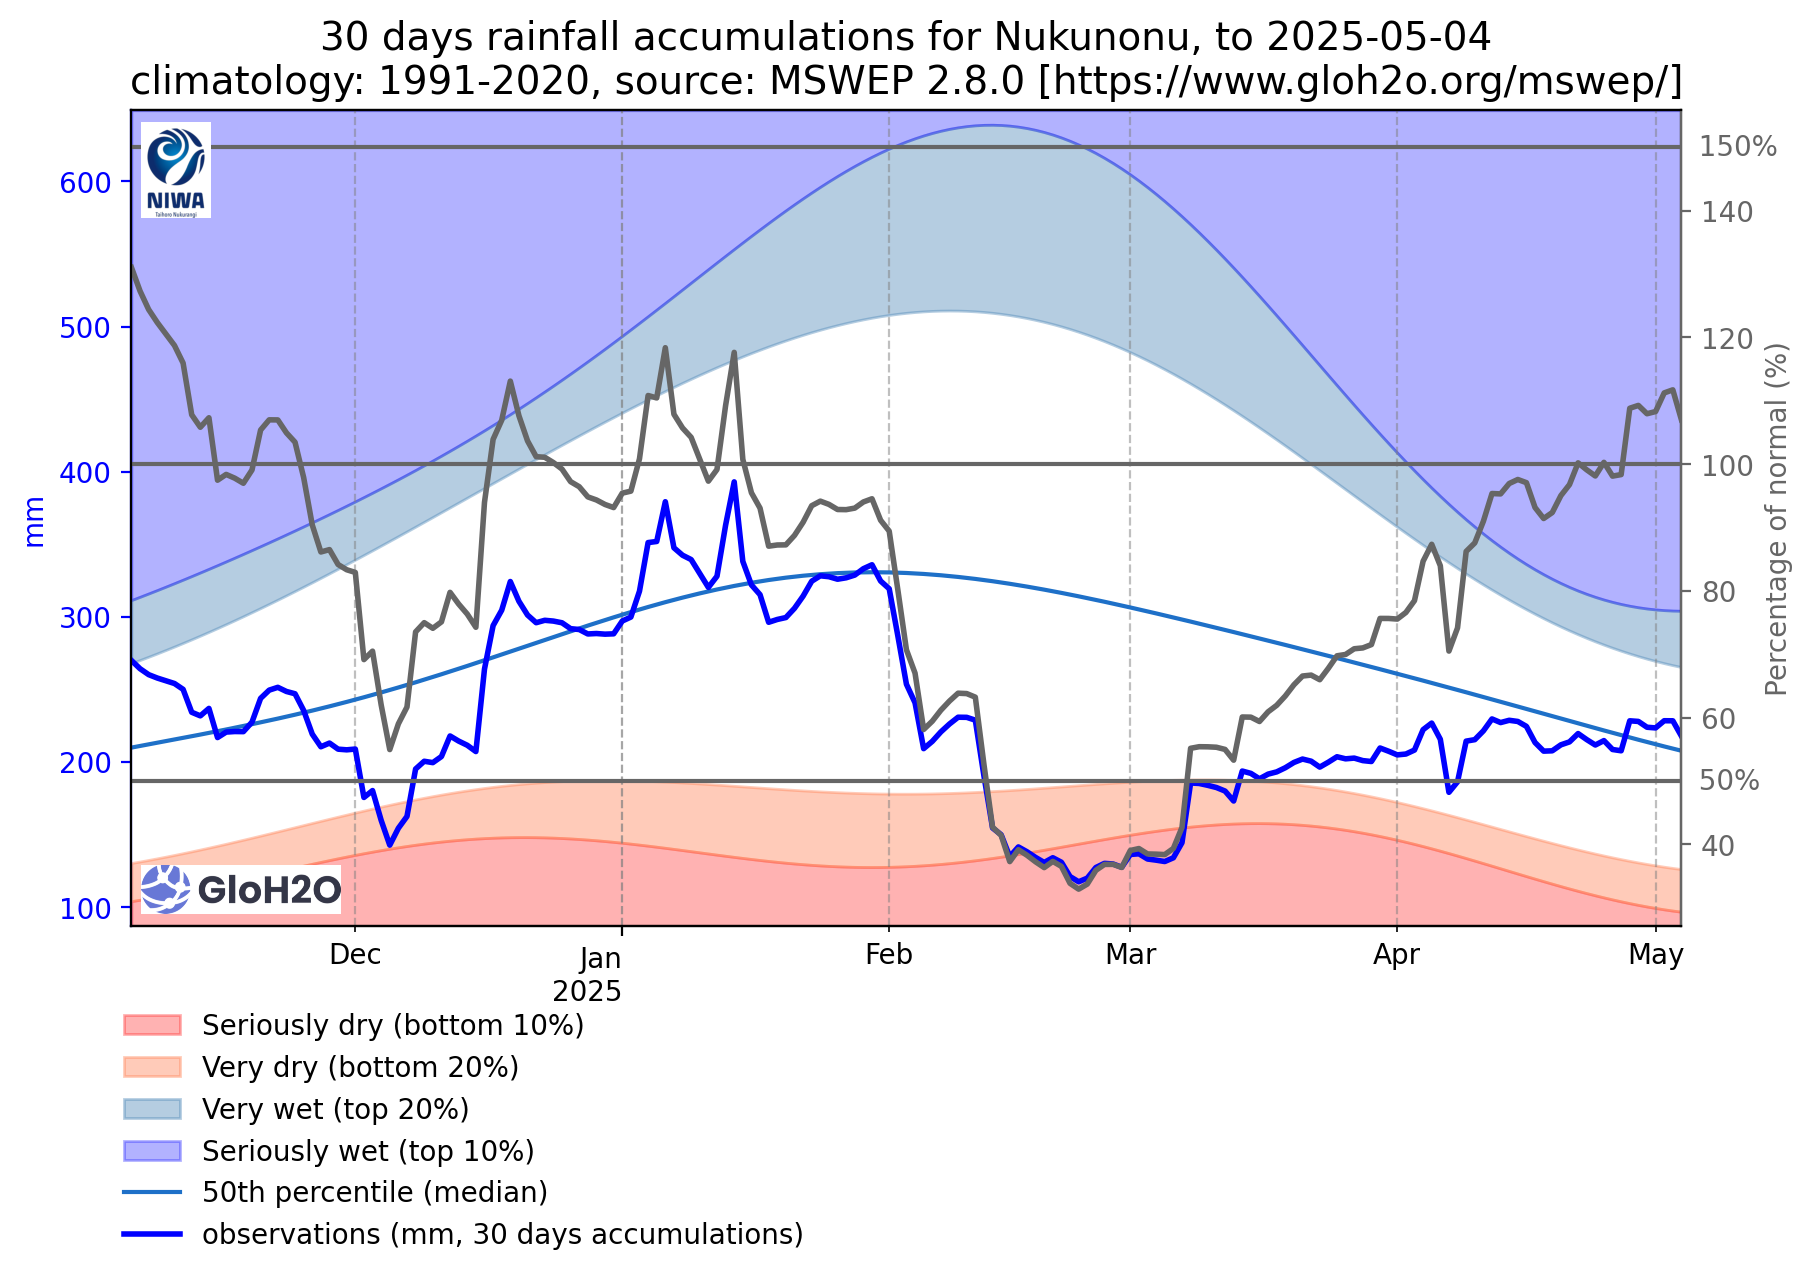 30 days rainfall accumulations for Nukunonu, to 2025-05-04
climatology: 1991-2020, source: MSWEP 2.8.0 [https://www.gloh2o.org/mswep/]
NIWA
Taihoro Nukurangi
600
500
400
300
200
100
mm
150%
140
120
100
80
60
50%
40
Percentage of normal (%)
GloH2O
Dec
Jan
2025
Feb
Mar
Apr
May
Seriously dry (bottom 10%)
Very dry (bottom 20%)
Very wet (top 20%)
Seriously wet (top 10%)
50th percentile (median)
observations (mm, 30 days accumulations)